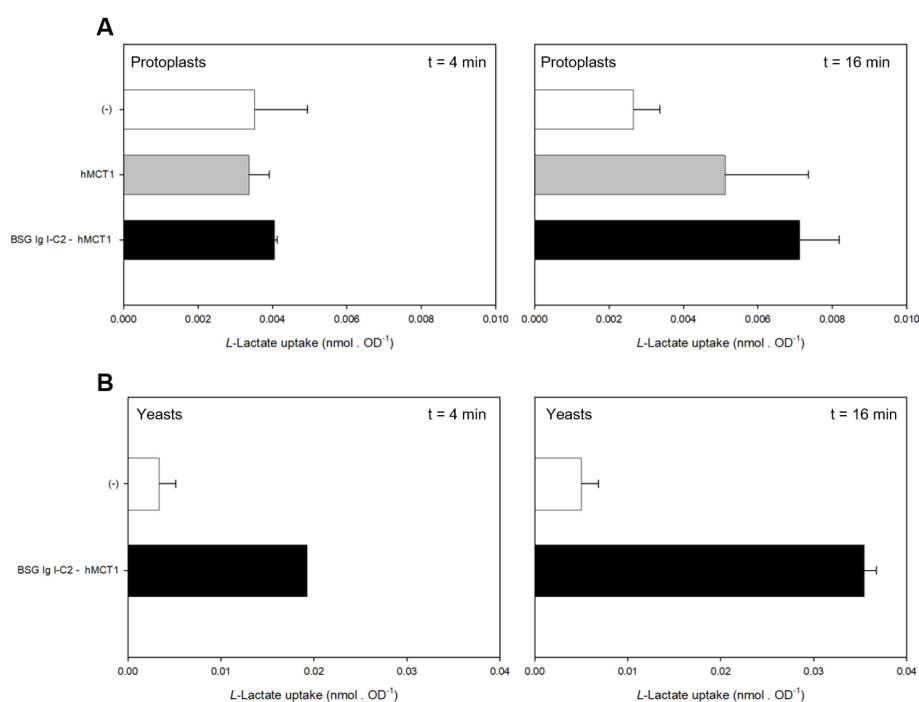 A
Protoplasts t = 4 min
(-)
hMCT1
BSG Ig I-C2 - hMCT1
0.000 0.002 0.004 0.006 0.008 0.010
L-Lactate uptake (nmol . OD⁻¹)
Protoplasts t = 16 min
0.000 0.002 0.004 0.006 0.008 0.010
L-Lactate uptake (nmol . OD⁻¹)
B
Yeasts t = 4 min
(-)
BSG Ig I-C2 - hMCT1
0.00 0.01 0.02 0.03 0.04
L-Lactate uptake (nmol . OD⁻¹)
Yeasts t = 16 min
0.00 0.01 0.02 0.03 0.04
L-Lactate uptake (nmol . OD⁻¹)